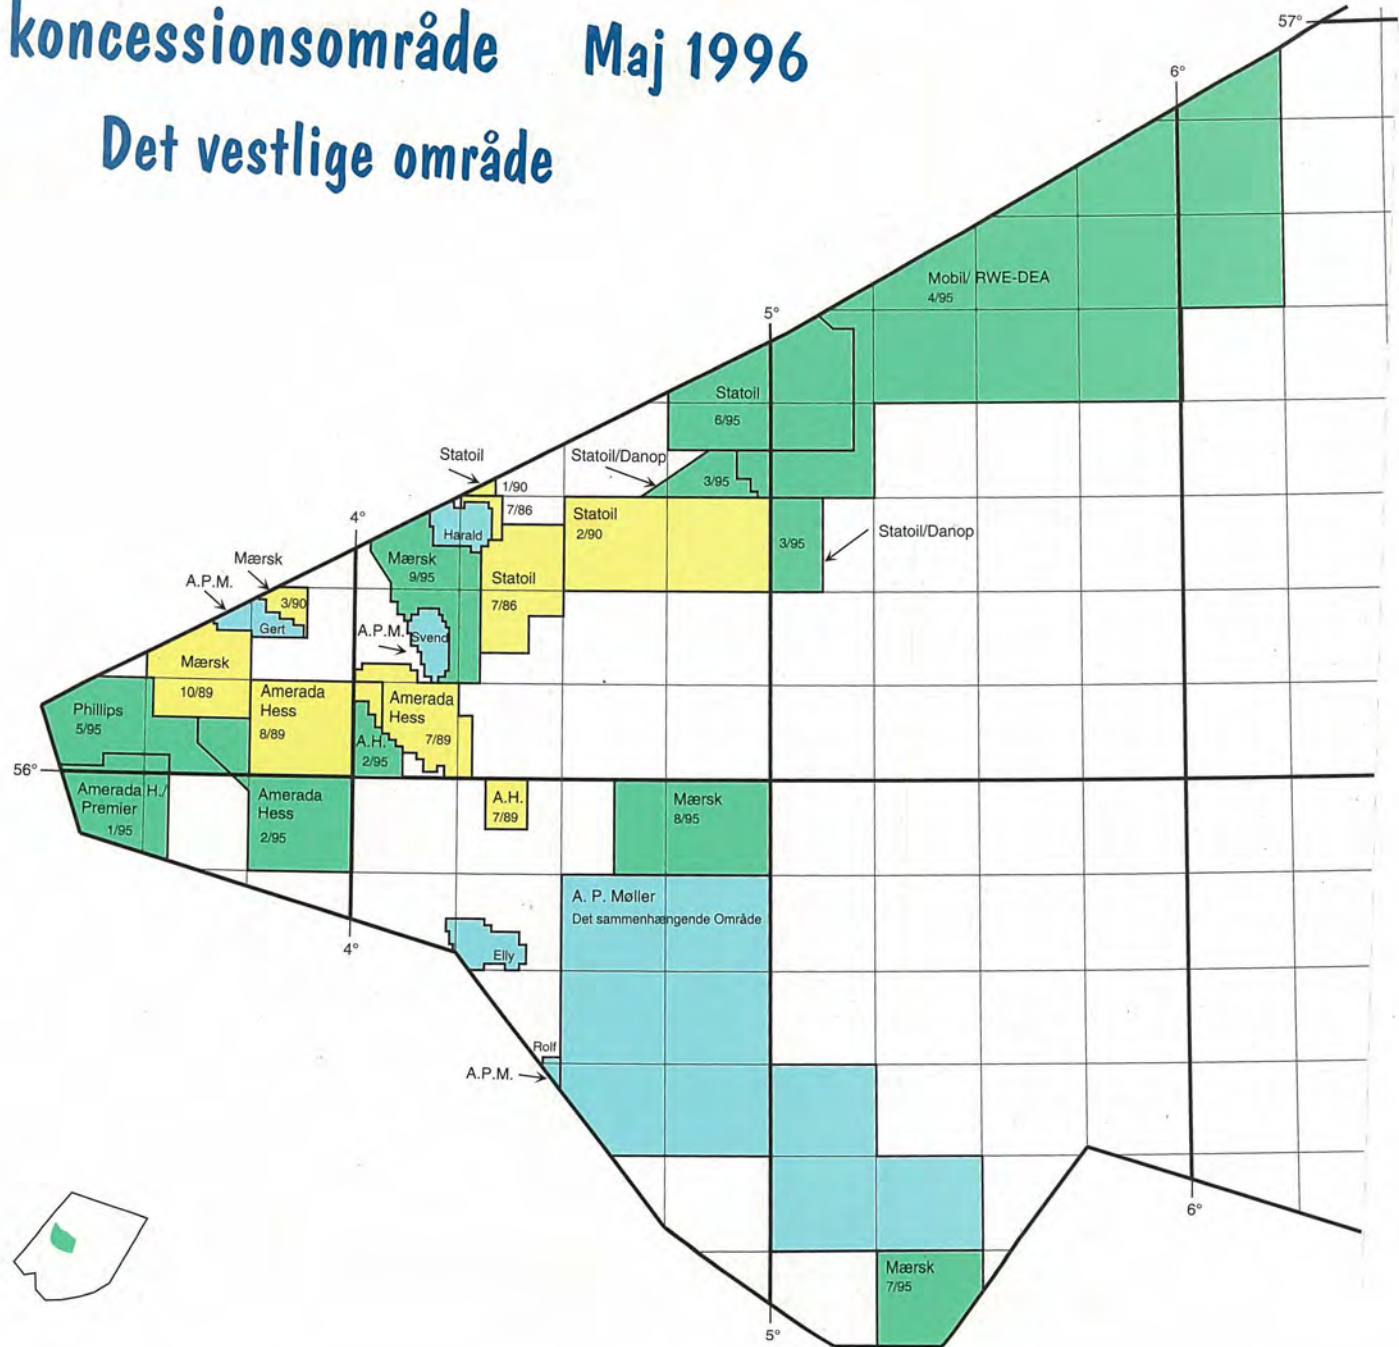 koncessionsområde Maj 1996
Det vestlige område
57°
6°
Mobil/ RWE-DEA
4/95
5°
Statoil
6/95
Statoil
Statoil/Danop
1/90
3/95
7/86
4°
Statoil
2/90
Harald
Statoil/Danop
3/95
Mærsk
Mærsk
9/95
A.P.M.
Statoil
7/86
3/90
Gert
A.P.M.
Svend
Mærsk
10/89
Amerada
Hess
8/89
Amerada
Hess
7/89
Phillips
5/95
A.H.
2/95
56°
Amerada H./
Premier
1/95
Amerada
Hess
2/95
A.H.
7/89
Mærsk
8/95
A. P. Møller
Det sammenhængende Område
4°
Elly
Rolf
A.P.M.
6°
Mærsk
7/95
5°